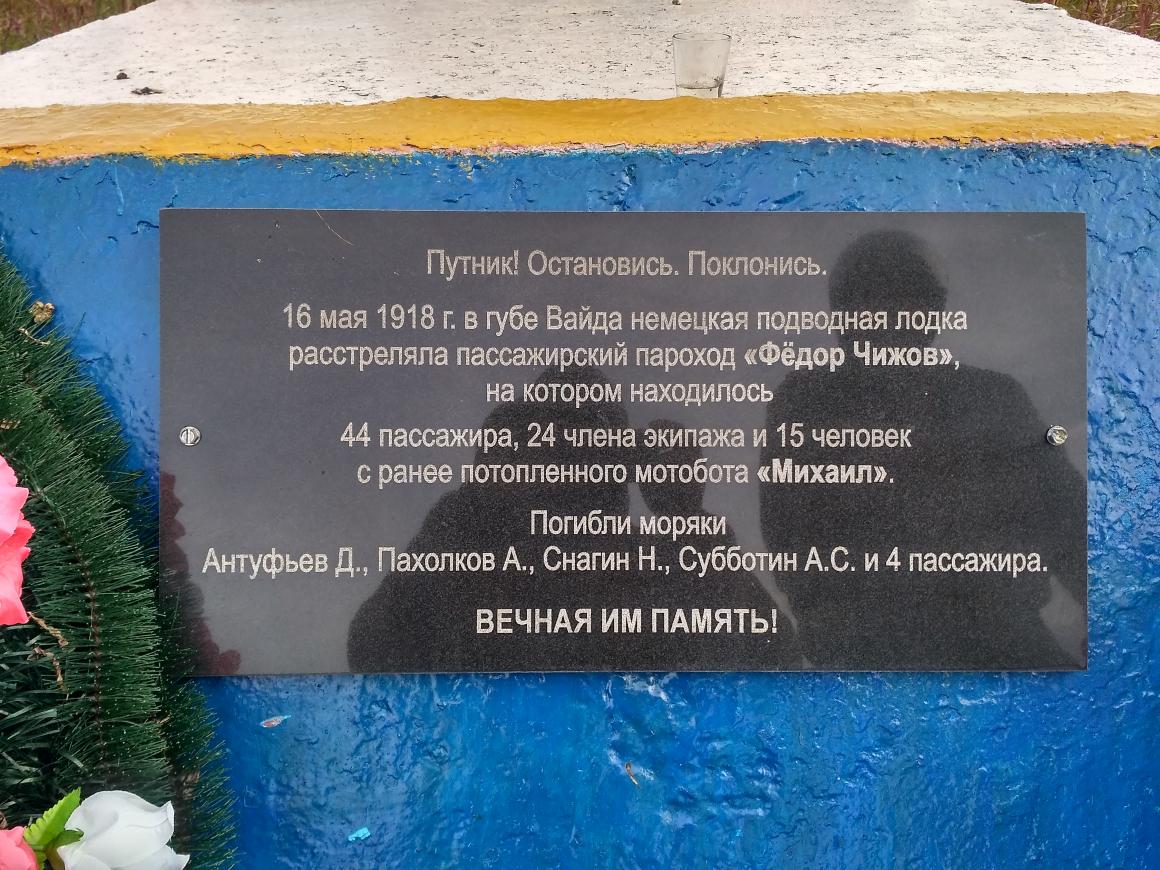 Путник! Остановись. Поклонись.
16 мая 1918 г. в губе Вайда немецкая подводная лодка
расстреляла пассажирский пароход «Фёдор Чижов»,
на котором находилось
44 пассажира, 24 члена экипажа и 15 человек
с ранее потопленного мотобота «Михаил».
Погибли моряки
Антуфьев Д., Пахолков А., Снагин Н., Субботин А.С. и 4 пассажира.
ВЕЧНАЯ ИМ ПАМЯТЬ!